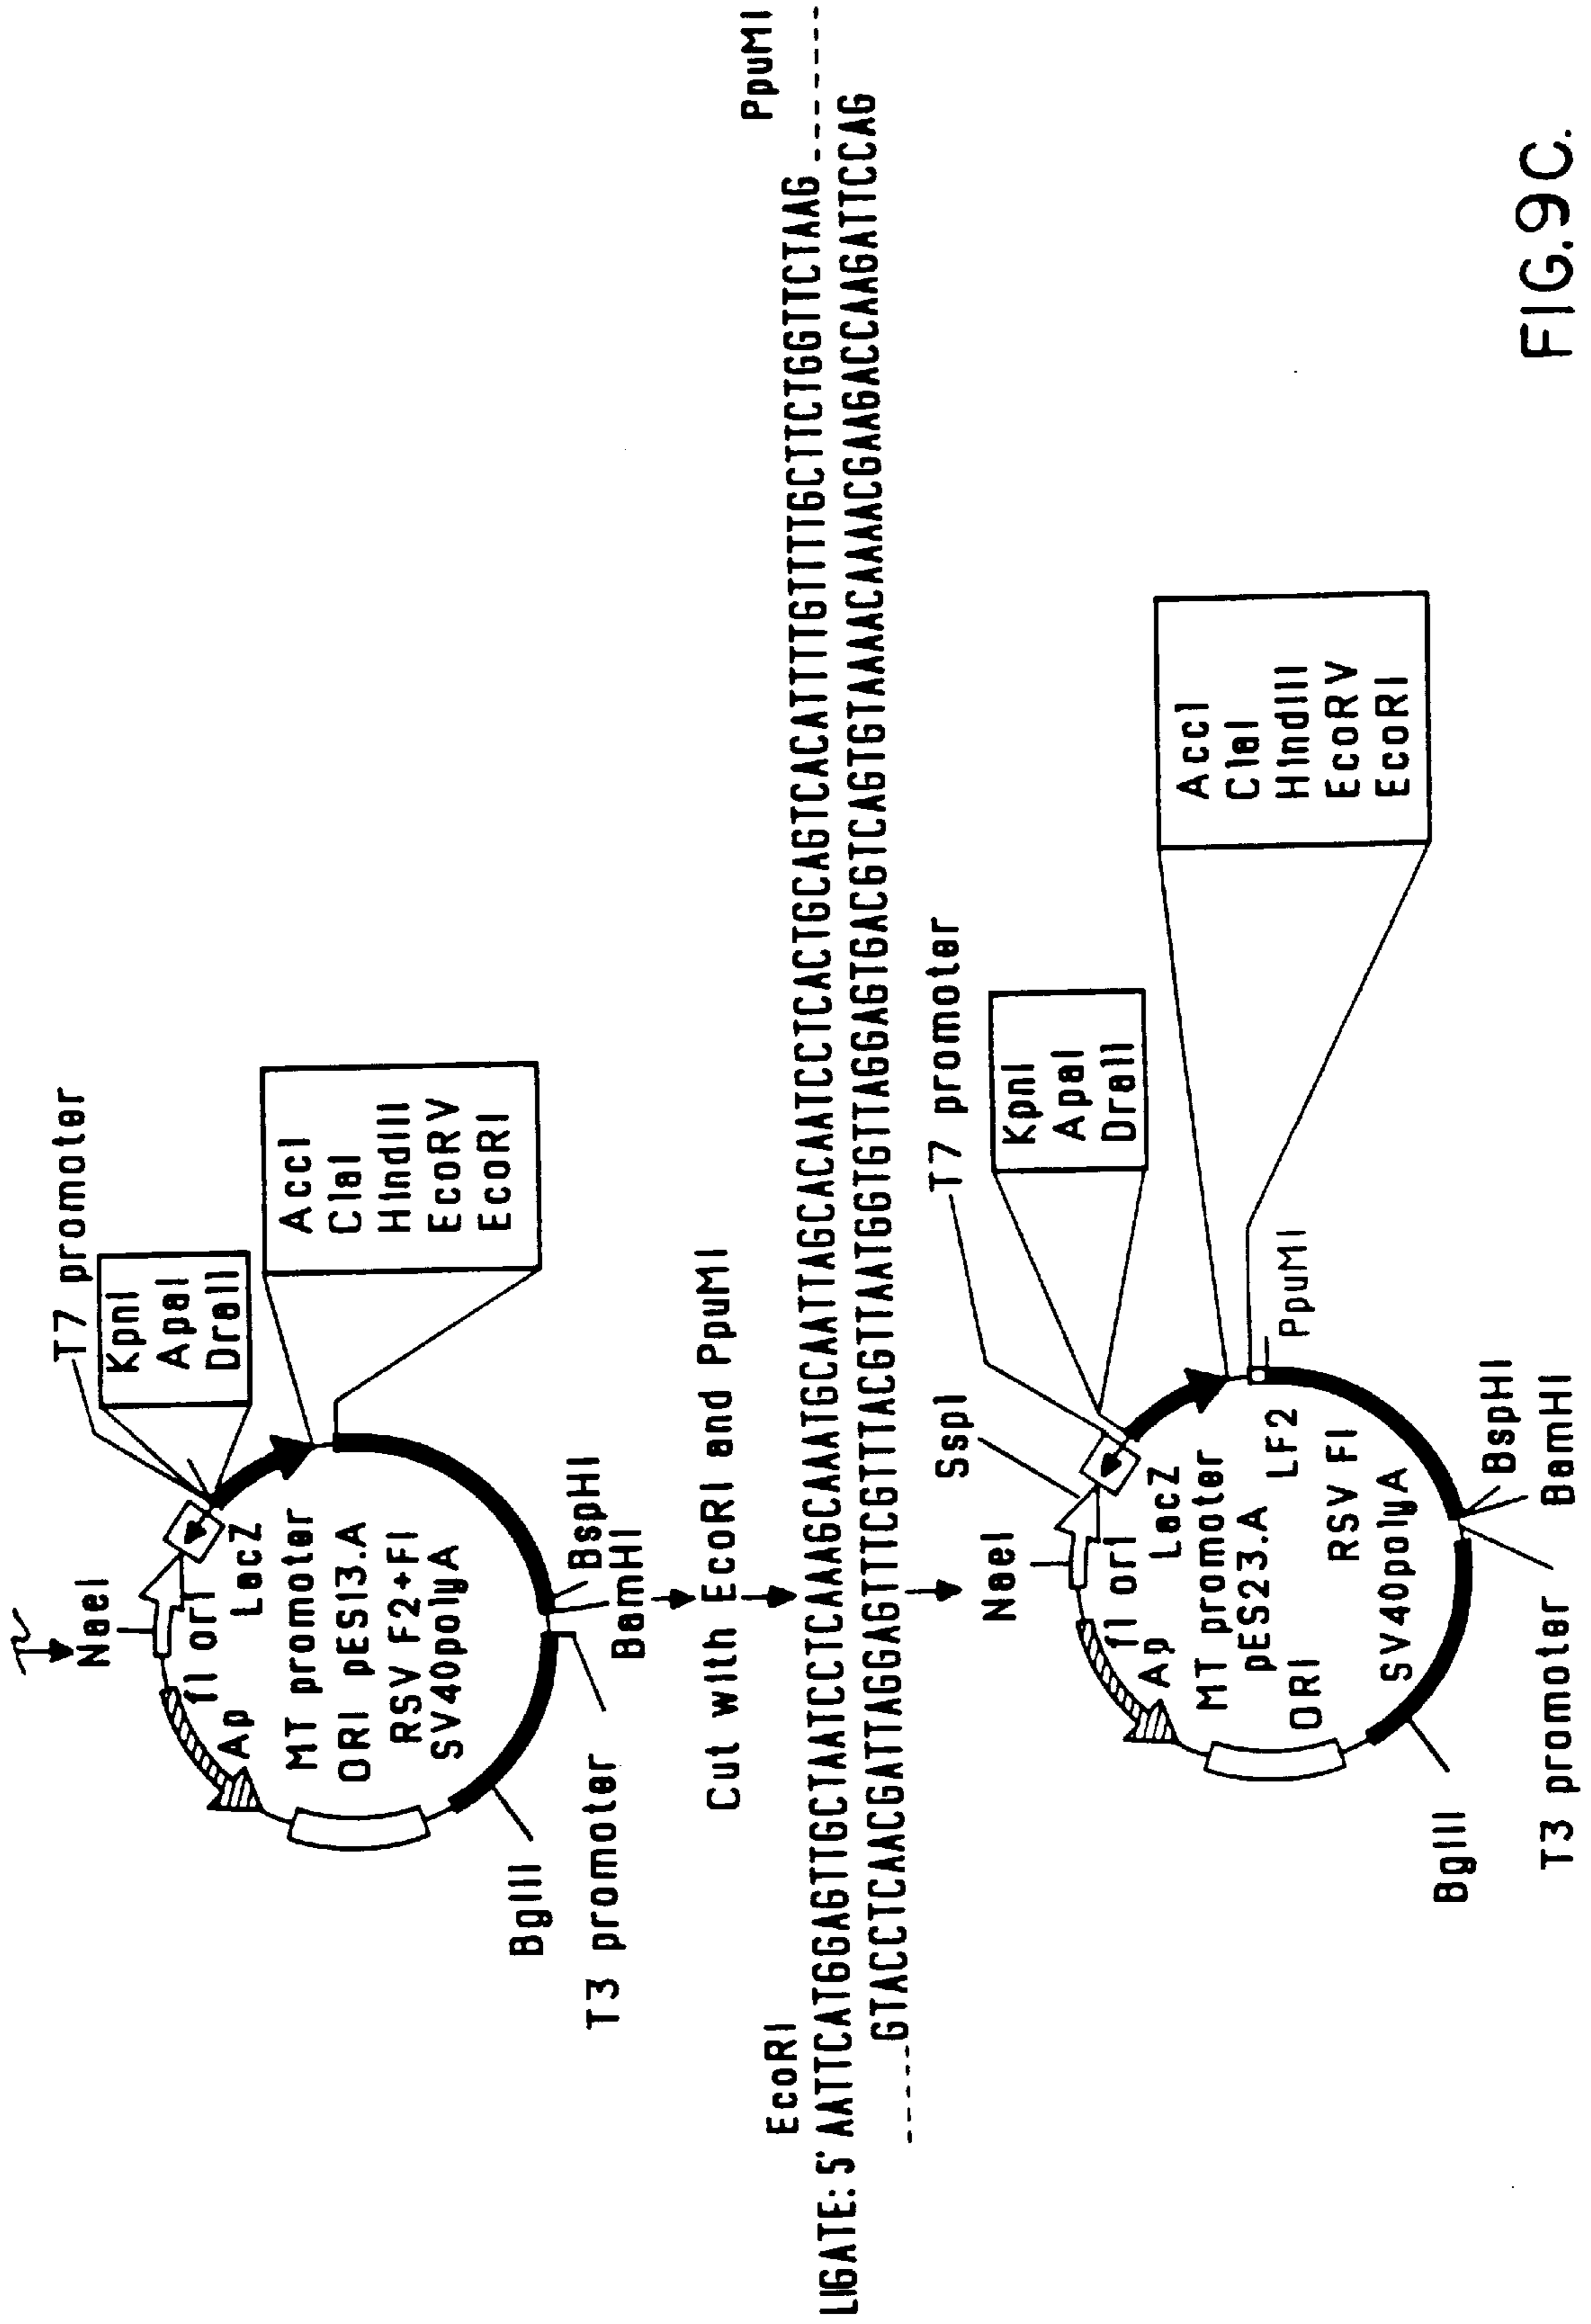 NaeI
T7 promoter
KpnI
ApaI
DraII
f1 ori
LacZ
Ap
MT promoter
ORI pES13.A
RSV F2+F1
SV40polyA
AccI
ClaI
HindIII
EcoRV
EcoRI
BspHI
BamHI
BglII
T3 promoter
Cut with EcoRI and PpuMI
EcoRI PpuMI
LIGATE: 5' AATTCATGGAGTTGCTAATCCTCAAAGCAAATGCAATTAGCACAATCCTCACTGCAGTCACATTTTGTTTTGCTTCTGGTTCTAAG------
-----GTACCTCAACGATTAGGAGTTTCGTTTACGTTAATGGTGTTAGGAGTGACGTCAGTGTAAAACAAAACGAAGACCAAGATTCCAG
NaeI
SspI
T7 promoter
KpnI
ApaI
DraII
f1 ori
LacZ
Ap
MT promoter
pES23.A
LF2
ORI
RSV F1
SV40polyA
AccI
ClaI
HindIII
EcoRV
EcoRI
PpuMI
BspHI
BamHI
BglII
T3 promoter
FIG.9C.